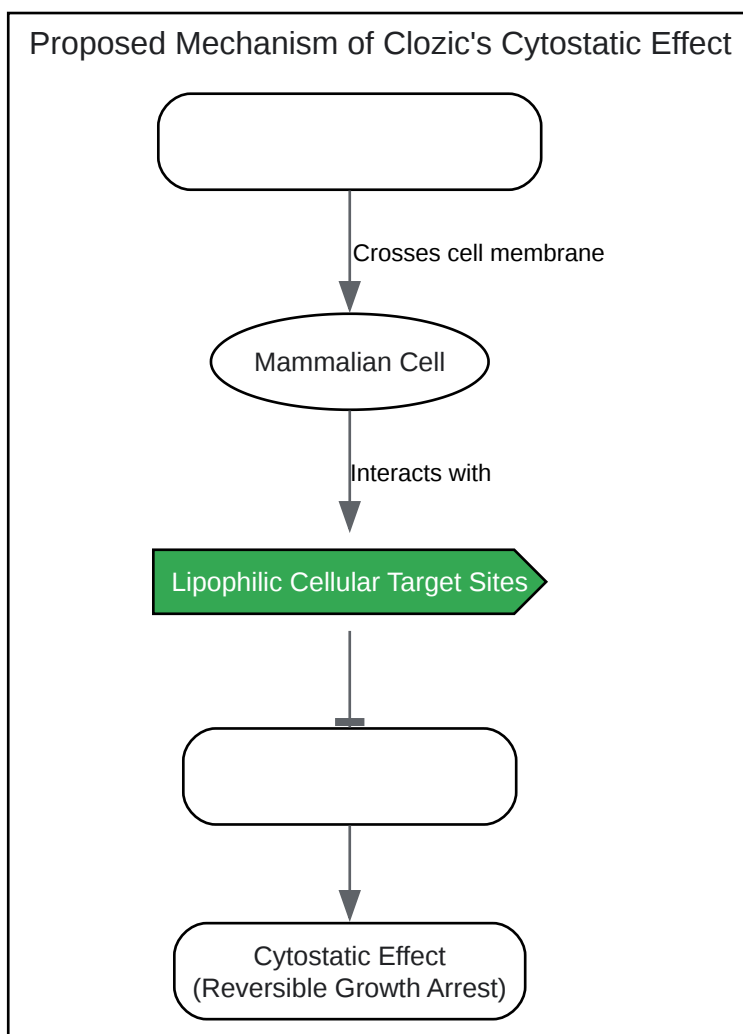 Proposed Mechanism of Clozic's Cytostatic Effect
Crosses cell membrane
Mammalian Cell
Interacts with
Lipophilic Cellular Target Sites
Cytostatic Effect
(Reversible Growth Arrest)